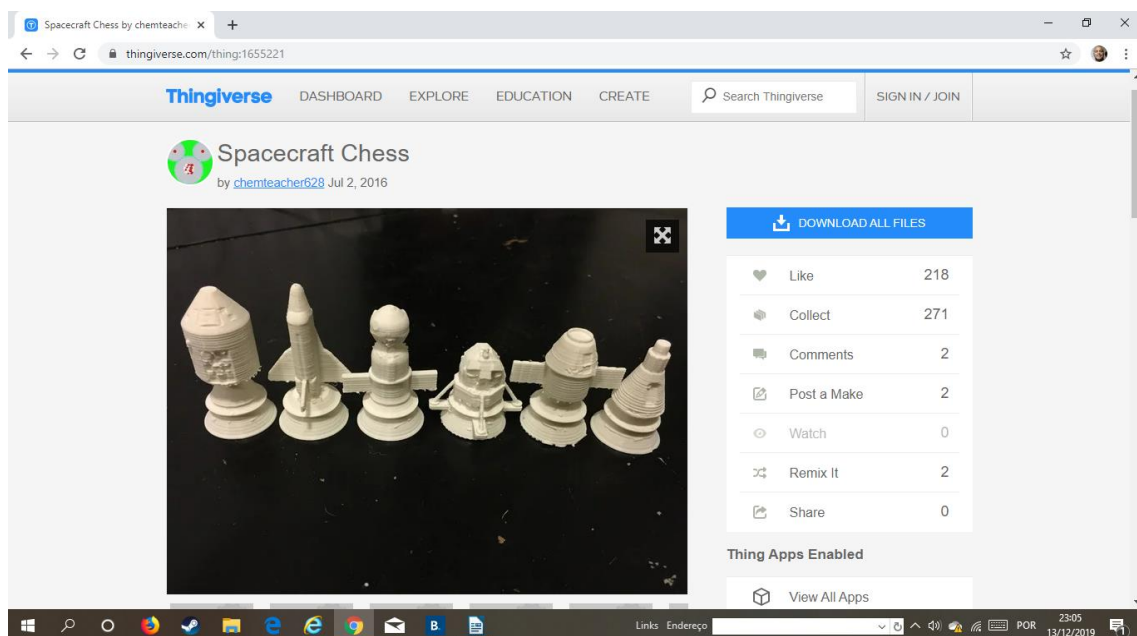 Spacecraft Chess by chemteache
thingiverse.com/thing:1655221
Thingiverse DASHBOARD EXPLORE EDUCATION CREATE Search Thingiverse SIGN IN / JOIN
Spacecraft Chess
by chemteacher628 Jul 2, 2016
DOWNLOAD ALL FILES
Like 218
Collect 271
Comments 2
Post a Make 2
Watch 0
Remix It 2
Share 0
Thing Apps Enabled
View All Apps
B. Links Endereço POR 23:05
13/12/2019